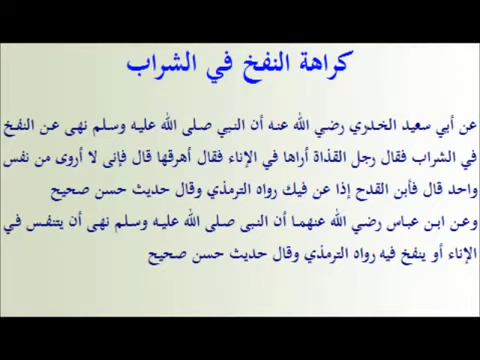 كراهة النفخ في الشراب
عن أبي سعيد الخدري رضي الله عنه أن النبي صلى الله عليه وسلم نهى عن النفخ
في الشراب فقال رجل القذاة أراها في الإناء فقال أهرقها قال فإنى لا أروى من نفس
واحد قال فأبن القدح إذا عن فيك رواه الترمذي وقال حديث حسن صحيح
وعن ابن عباس رضي الله عنهما أن النبى صلى الله عليه وسلم نهى أن يتنفس في
الإناء أو ينفخ فيه رواه الترمذي وقال حديث حسن صحيح